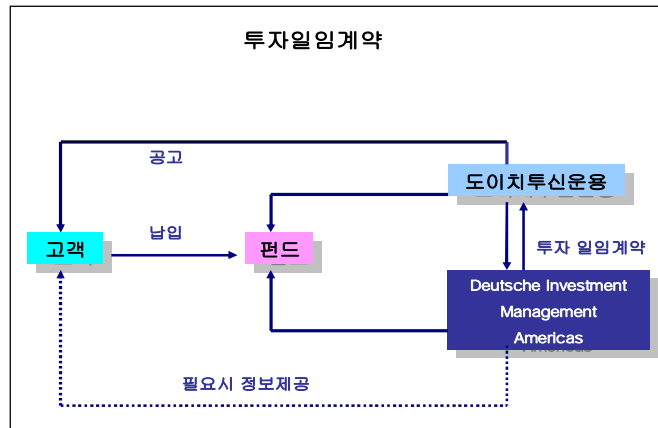 투자일임계약
공고
도이치투신운용
고객
납입
펀드
투자 일임계약
Deutsche Investment
Management
Americas
필요시 정보제공